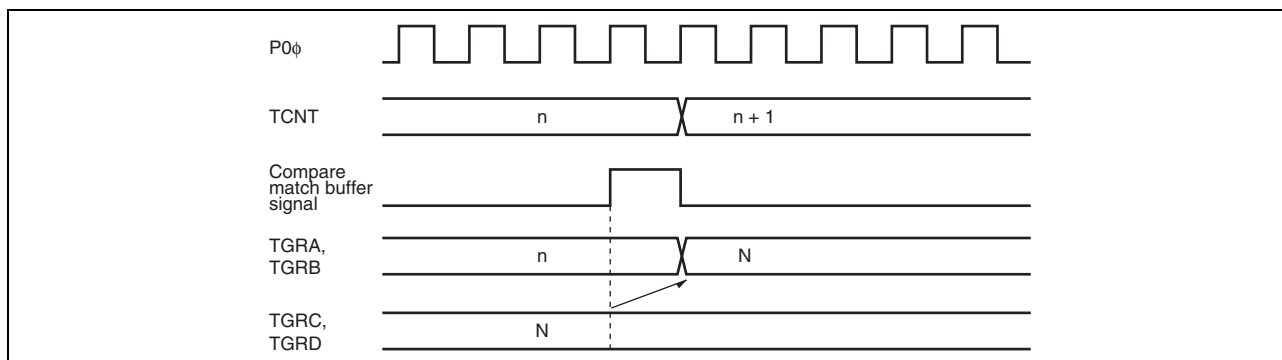 P0ϕ
TCNT
n
n + 1
Compare
match buffer
signal
TGRA,
TGRB
n
N
TGRC,
TGRD
N